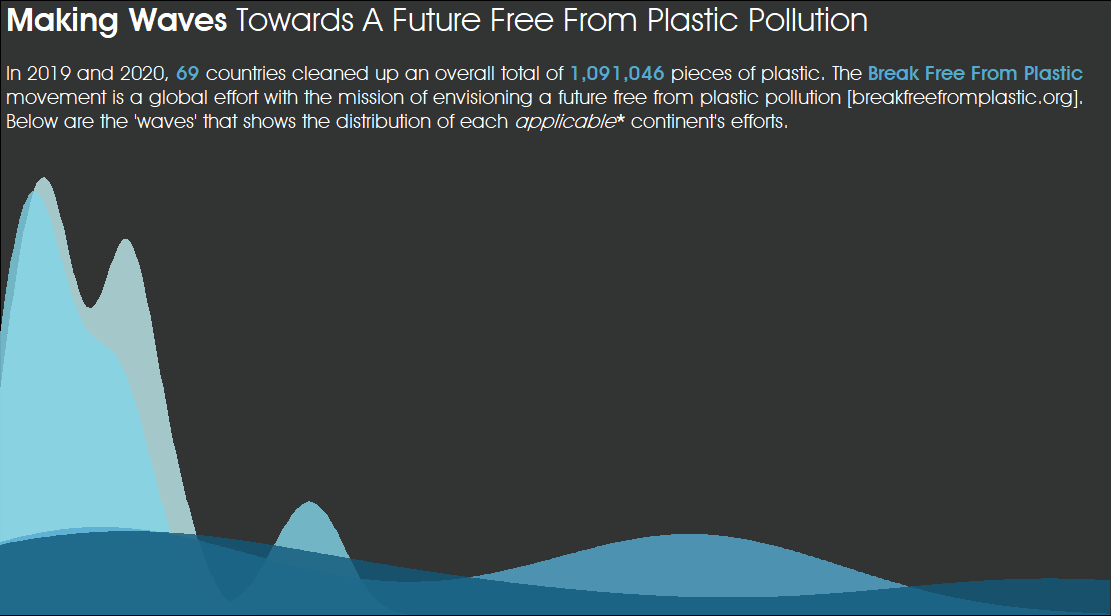 Making Waves Towards A Future Free From Plastic Pollution
In 2019 and 2020, 69 countries cleaned up an overall total of 1,091,046 pieces of plastic. The Break Free From Plastic
movement is a global effort with the mission of envisioning a future free from plastic pollution [breakfreefromplastic.org].
Below are the 'waves' that shows the distribution of each applicable* continent's efforts.